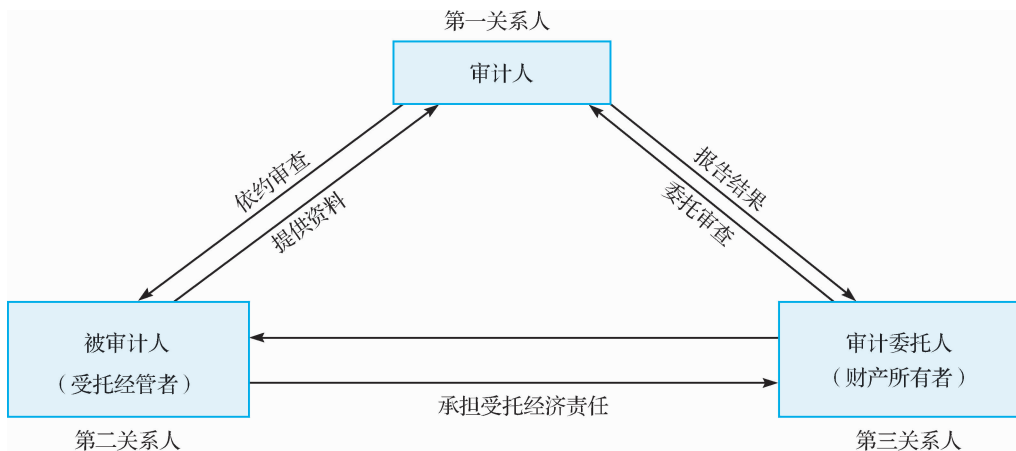 第一关系人
审计人
依约审查
提供资料
报告结果
委托审查
被审计人
（受托经管者）
审计委托人
（财产所有者）
承担受托经济责任
第二关系人
第三关系人